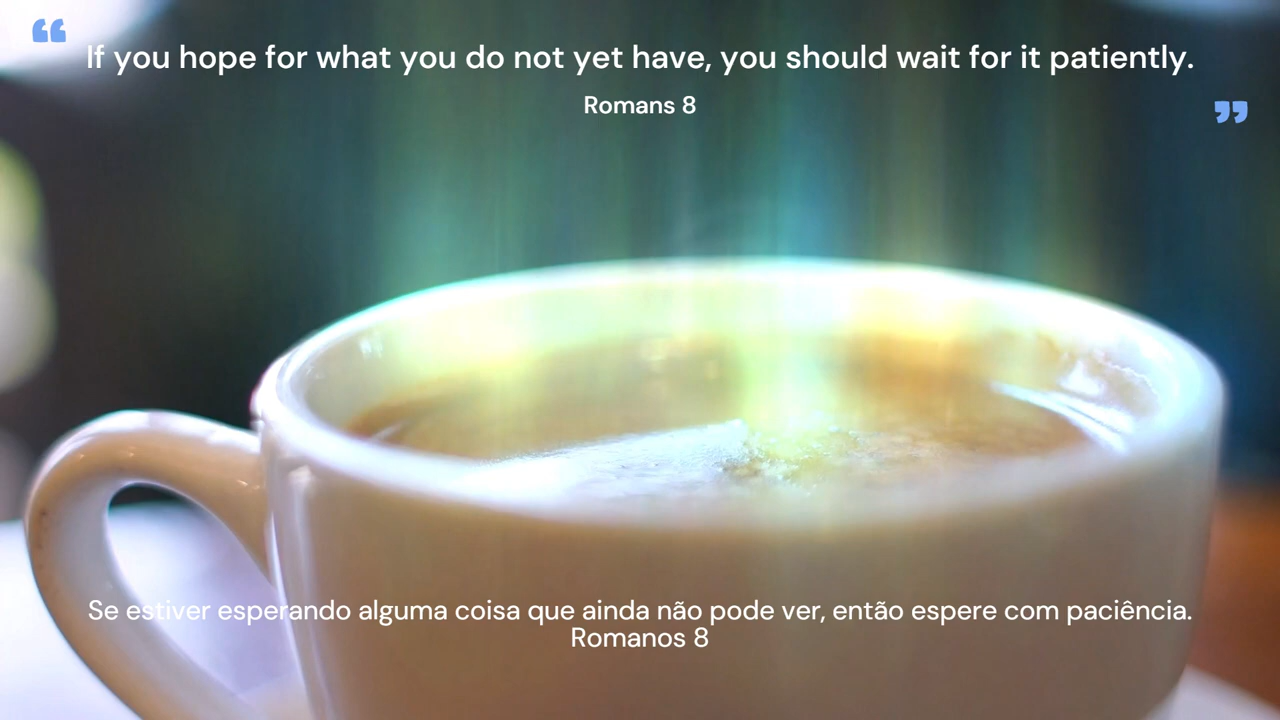 “
If you hope for what you do not yet have, you should wait for it patiently.
Romans 8
”
Se estiver esperando alguma coisa que ainda não pode ver, então espere com paciência.
Romanos 8